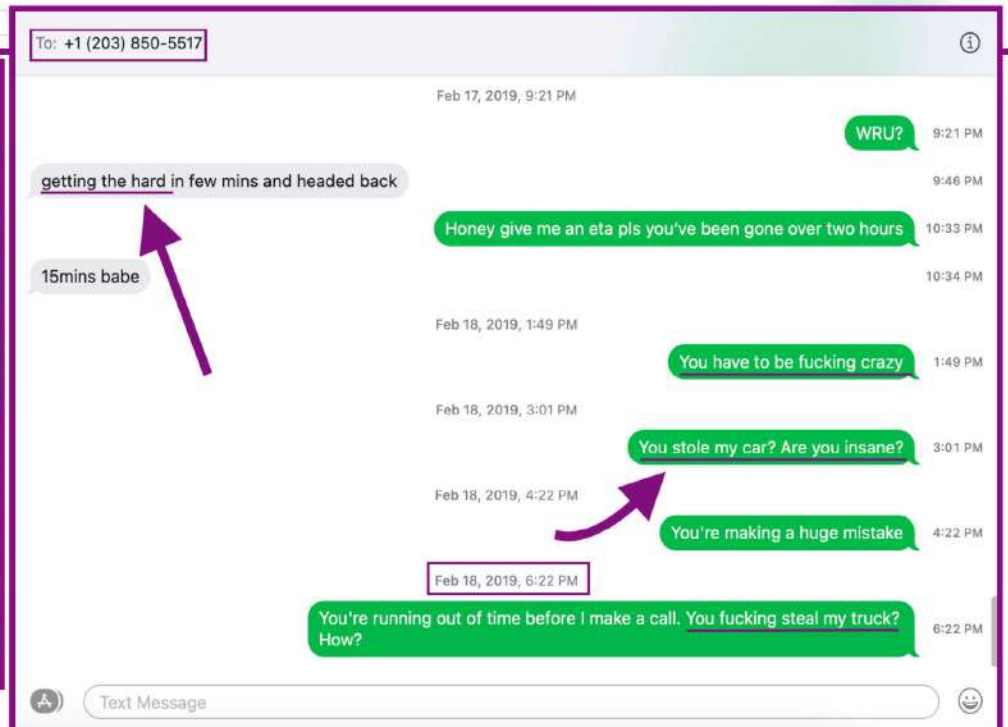 To: +1 (203) 850-5517
Feb 17, 2019, 9:21 PM
WRU?
9:21 PM
getting the hard in few mins and headed back
9:46 PM
Honey give me an eta pls you've been gone over two hours
10:33 PM
15mins babe
10:34 PM
Feb 18, 2019, 1:49 PM
You have to be fucking crazy
1:49 PM
Feb 18, 2019, 3:01 PM
You stole my car? Are you insane?
3:01 PM
Feb 18, 2019, 4:22 PM
You're making a huge mistake
4:22 PM
Feb 18, 2019, 6:22 PM
You're running out of time before I make a call. You fucking steal my truck?
How?
6:22 PM
Text Message